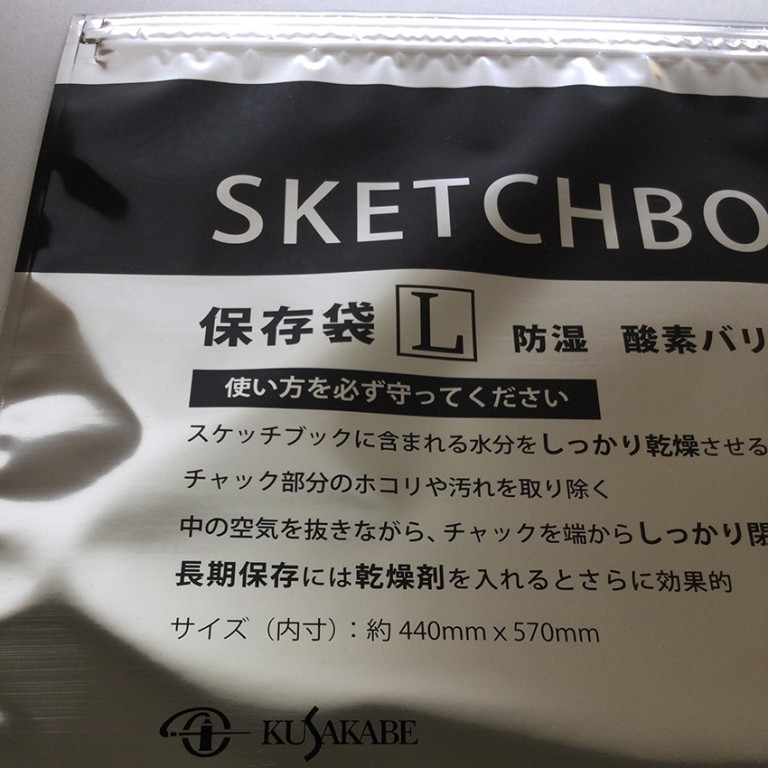 SKETCHBO
保存袋 L 防湿 酸素バリ
使い方を必ず守ってください
スケッチブックに含まれる水分をしっかり乾燥させる
チャック部分のホコリや汚れを取り除く
中の空気を抜きながら、チャックを端からしっかり閉
長期保存には乾燥剤を入れるとさらに効果的
サイズ（内寸）：約 440mm x 570mm
KUSAKABE